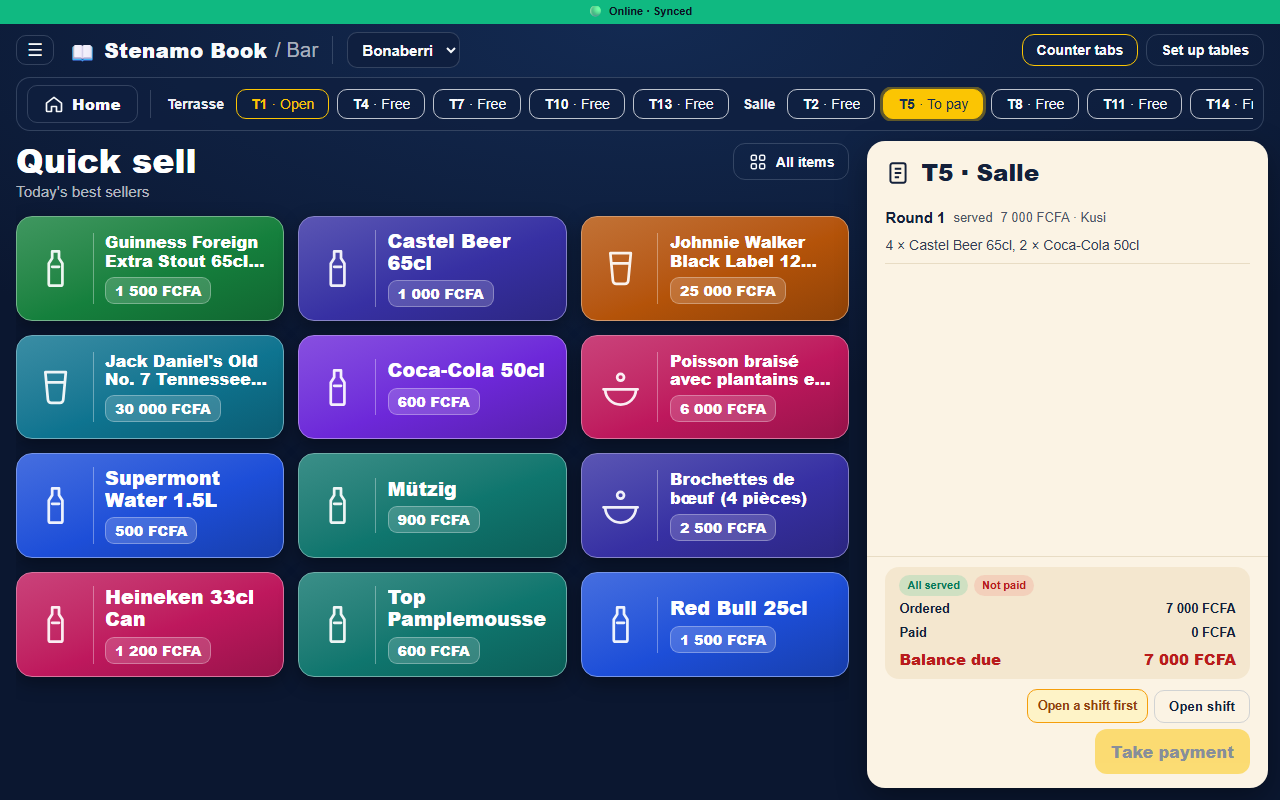 Online · Synced
Stenamo Book / Bar
Bonaberri
Counter tabs
Set up tables
Home
Terrasse
T1 · Open
T4 · Free
T7 · Free
T10 · Free
T13 · Free
Salle
T2 · Free
T5 · To pay
T8 · Free
T11 · Free
T14 · Fr
Quick sell
Today's best sellers
All items
Guinness Foreign
Extra Stout 65cl...
1 500 FCFA
Castel Beer
65cl
1 000 FCFA
Johnnie Walker
Black Label 12...
25 000 FCFA
Jack Daniel's Old
No. 7 Tennessee...
30 000 FCFA
Coca-Cola 50cl
600 FCFA
Poisson braisé
avec plantains e...
6 000 FCFA
Supermont
Water 1.5L
500 FCFA
Mützig
900 FCFA
Brochettes de
bœuf (4 pièces)
2 500 FCFA
Heineken 33cl
Can
1 200 FCFA
Top
Pamplemousse
600 FCFA
Red Bull 25cl
1 500 FCFA
T5 · Salle
Round 1 served 7 000 FCFA · Kusi
4 × Castel Beer 65cl, 2 × Coca-Cola 50cl
All served
Not paid
Ordered 7 000 FCFA
Paid 0 FCFA
Balance due 7 000 FCFA
Open a shift first
Open shift
Take payment